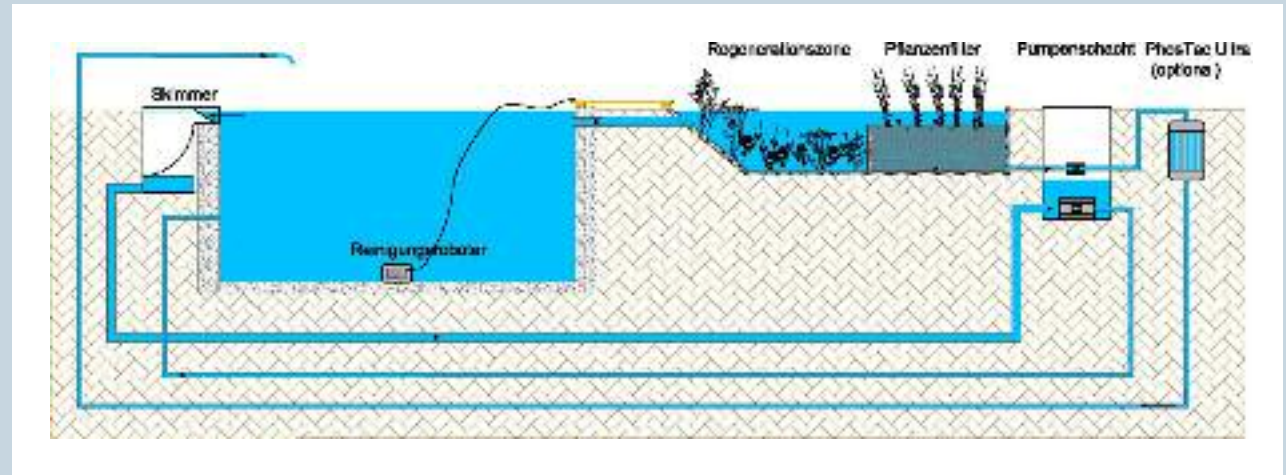 Regenerationszone
Pflanzenfilter
Pumpenschacht
PhosTec Ultra
(optional)
Skimmer
Reinigungsroboter